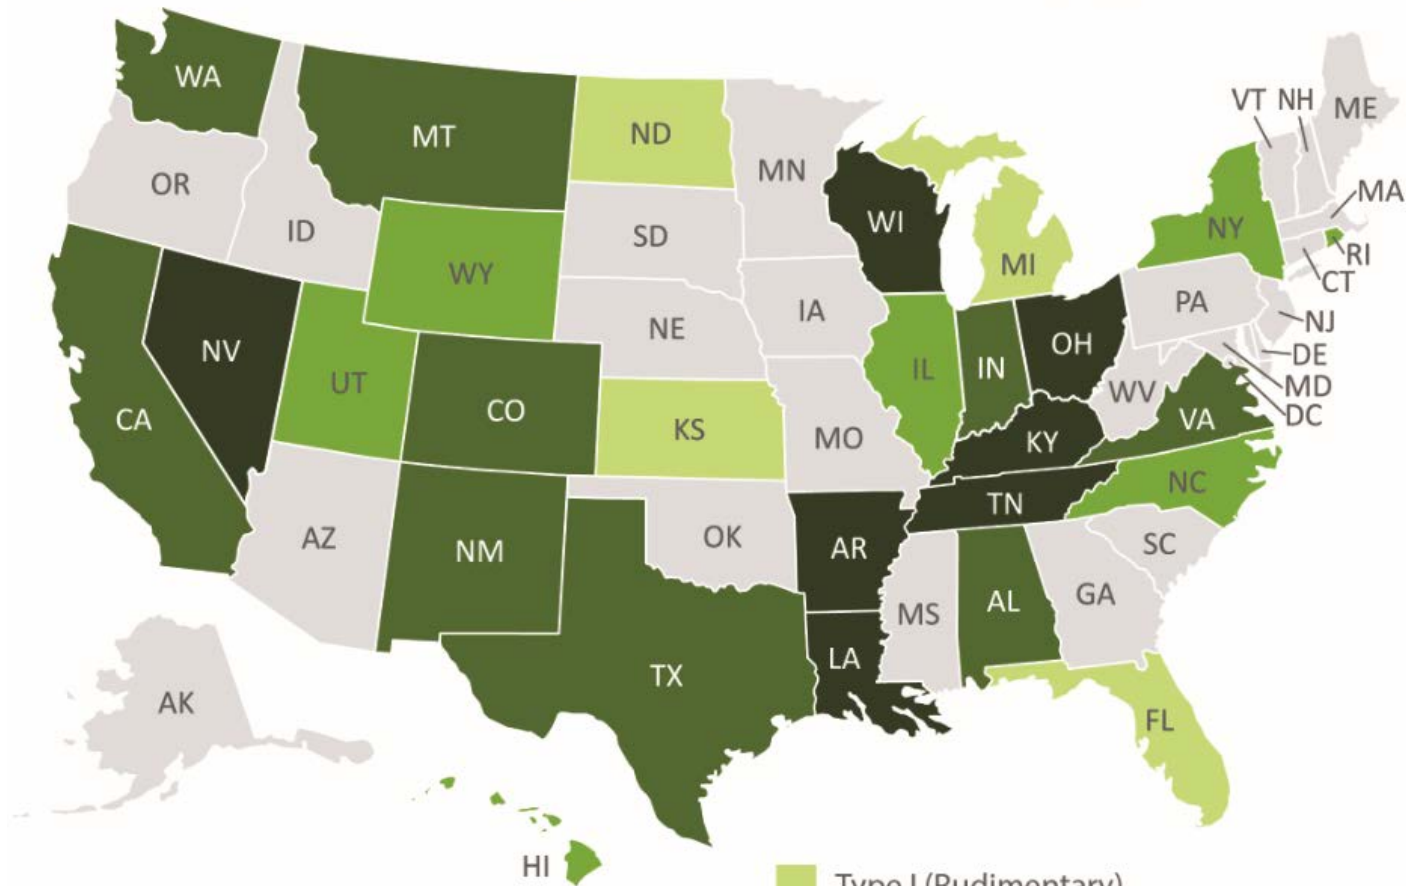 WA
MT
ND
MN
VT
NH
ME
OR
ID
SD
WI
MI
NY
MA
RI
CT
WY
NE
IA
PA
NJ
NV
UT
CO
KS
IL
IN
OH
DE
MD
DC
CA
MO
KY
WV
VA
AZ
NM
OK
AR
TN
NC
SC
TX
MS
AL
GA
LA
AK
FL
HI
Type I (Rudimentary)